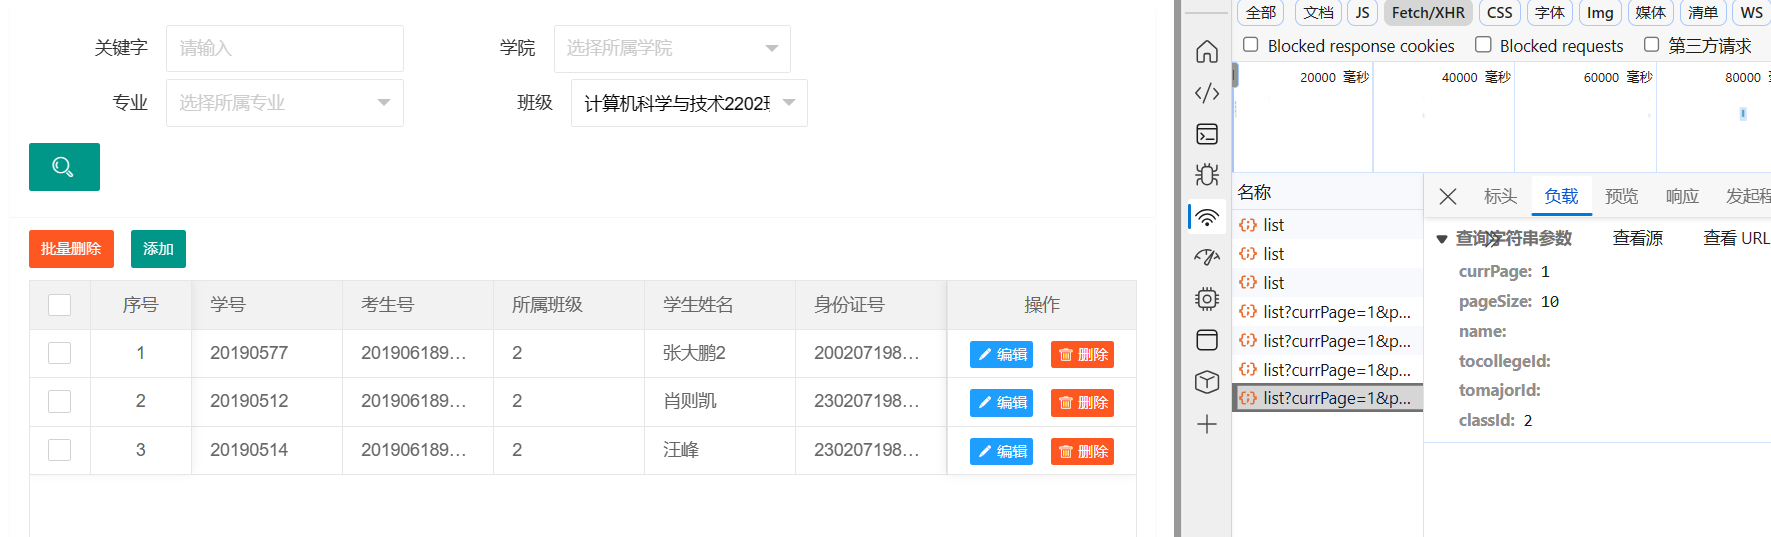 关键字 请输入 学院 选择所属学院
专业 选择所属专业 班级 计算机科学与技术2202班
批量删除 添加
序号 学号 考生号 所属班级 学生姓名 身份证号 操作
1 20190577 201906189... 2 张大鹏2 200207198... 编辑 删除
2 20190512 201906189... 2 肖则凯 230207198... 编辑 删除
3 20190514 201906189... 2 汪峰 230207198... 编辑 删除
全部 文档 JS Fetch/XHR CSS 字体 Img 媒体 清单 WS
Blocked response cookies Blocked requests 第三方请求
20000 毫秒 40000 毫秒 60000 毫秒 80000 毫
名称
list
list
list
list?currPage=1&p...
list?currPage=1&p...
list?currPage=1&p...
list?currPage=1&p...
标头 负载 预览 响应 发起程
查询字符串参数 查看源 查看 URL
currPage: 1
pageSize: 10
name:
tocollegeId:
tomajorId:
classId: 2